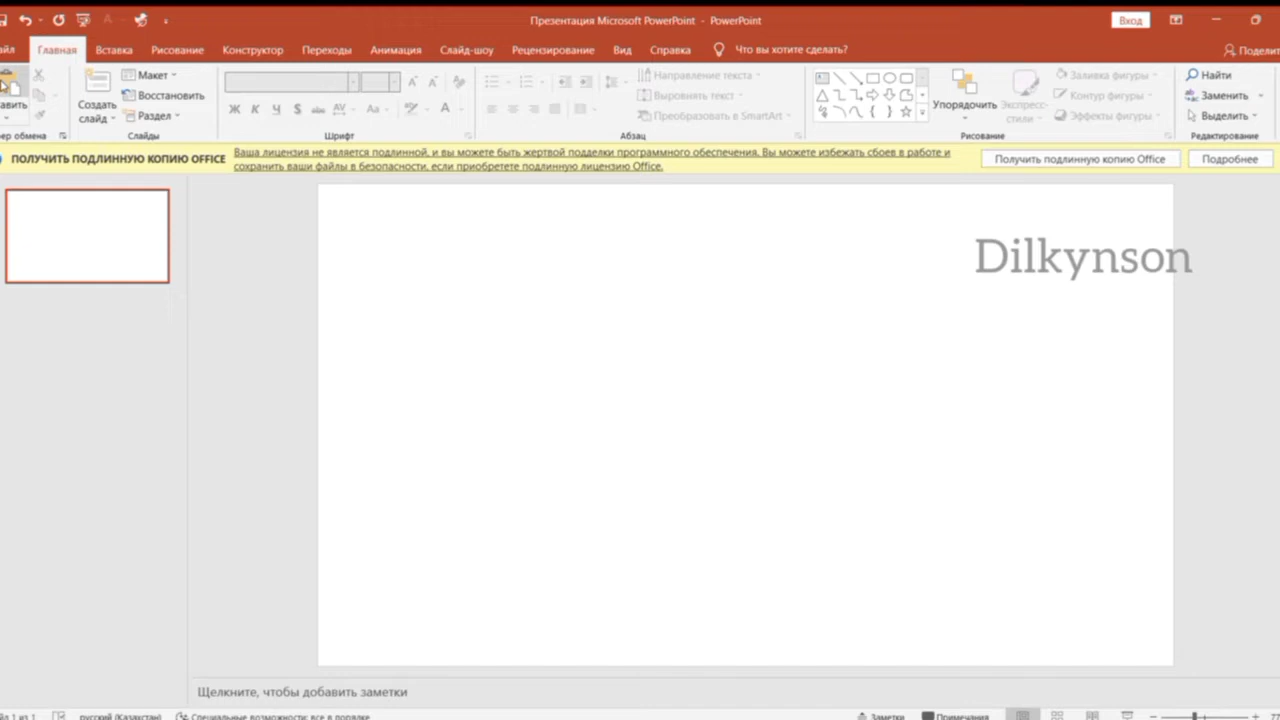 Презентация Microsoft PowerPoint - PowerPoint
Вход
Главная Вставка Рисование Конструктор Переходы Анимация Слайд-шоу Рецензирование Вид Справка Что вы хотите сделать?
Создать слайд
Макет
Восстановить
Раздел
Слайды
Ж К Ч S abc AV Aa A
Шрифт
Направление текста
Выровнять текст
Преобразовать в SmartArt
Абзац
Упорядочить
Экспресс-стили
Заливка фигуры
Контур фигуры
Эффекты фигуры
Рисование
Найти
Заменить
Выделить
Редактирование
ПОЛУЧИТЬ ПОДЛИННУЮ КОПИЮ OFFICE
Ваша лицензия не является подлинной, и вы можете быть жертвой подделки программного обеспечения. Вы можете избежать сбоев в работе и
сохранить ваши файлы в безопасности, если приобретете подлинную лицензию Office.
Получить подлинную копию Office
Подробнее
Dilkynson
Щелкните, чтобы добавить заметки
русский (Казахстан)
Специальные возможности: все в порядке
Заметки
Примечания